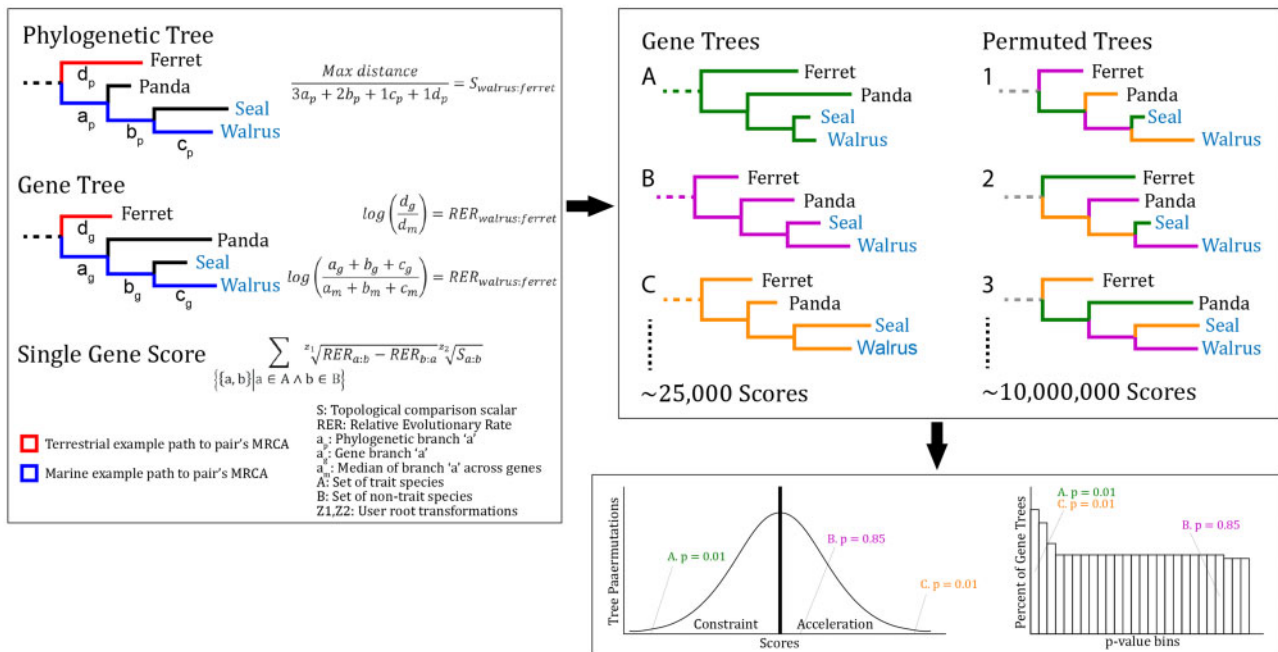 Phylogenetic Tree
Ferret
d_p
Panda
Seal
a_p
b_p
Walrus
c_p
Max distance
3a_p + 2b_p + 1c_p + 1d_p
= S_walrus:ferret
Gene Tree
Ferret
d_g
Panda
a_g
Seal
b_g
Walrus
c_g
log(d_g/d_m) = RER_walrus:ferret
log(a_g + b_g + c_g/a_m + b_m + c_m) = RER_walrus:ferret
Single Gene Score
∑ ᶻ¹√RER_a:b − RER_b:a ᶻ²√S_a:b
{{a, b}|a ∈ A ∧ b ∈ B}
S: Topological comparison scalar
RER: Relative Evolutionary Rate
a_p: Phylogenetic branch 'a'
a_g: Gene branch 'a'
a_m: Median of branch 'a' across genes
A: Set of trait species
B: Set of non-trait species
Z1,Z2: User root transformations
Terrestrial example path to pair's MRCA
Marine example path to pair's MRCA
Gene Trees
A
Ferret
Panda
Seal
Walrus
B
Ferret
Panda
Seal
Walrus
C
Ferret
Panda
Seal
Walrus
~25,000 Scores
Permuted Trees
1
Ferret
Panda
Seal
Walrus
2
Ferret
Panda
Seal
Walrus
3
Ferret
Panda
Seal
Walrus
~10,000,000 Scores
Tree Paaermutations
A. p = 0.01
B. p = 0.85
C. p = 0.01
Constraint
Acceleration
Scores
Percent of Gene Trees
A. p = 0.01
C. p = 0.01
B. p = 0.85
p-value bins